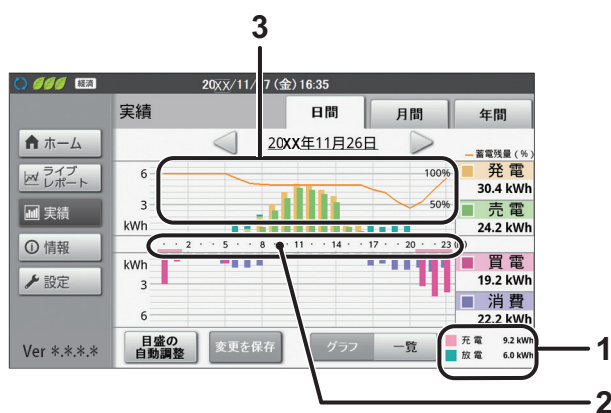 3
経済 20XX/11/ 7 (金) 16:35
実績 日間 月間 年間
ホーム
20XX年11月26日
蓄電残量(%)
ライブ
レポート
6 100%
発電
30.4 kWh
3 50%
売電
24.2 kWh
実績
kWh
情報
2 ・ ・ 5 ・ ・ 8 ・ ・ 11 ・ ・ 14 ・ ・ 17 ・ ・ 20 ・ ・ 23
kWh
買電
19.2 kWh
設定
3
消費
22.2 kWh
6
Ver *.*.*.*
目盛の
自動調整
変更を保存
グラフ 一覧
充電 9.2 kWh
放電 6.0 kWh
1
2